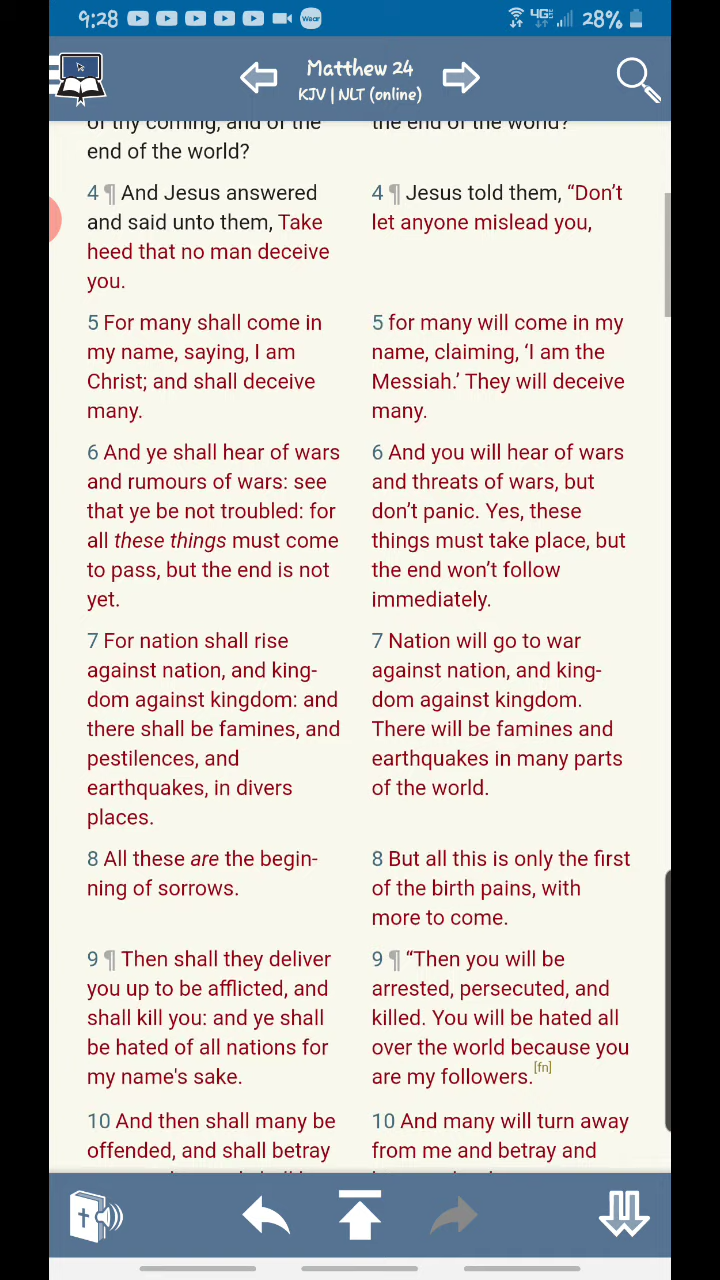 9:28
Wear
4GE
28%
Matthew 24
KJV | NLT (online)
of thy coming, and of the
end of the world?
4 ¶ And Jesus answered
and said unto them, Take
heed that no man deceive
you.
5 For many shall come in
my name, saying, I am
Christ; and shall deceive
many.
6 And ye shall hear of wars
and rumours of wars: see
that ye be not troubled: for
all these things must come
to pass, but the end is not
yet.
7 For nation shall rise
against nation, and king-
dom against kingdom: and
there shall be famines, and
pestilences, and
earthquakes, in divers
places.
8 All these are the begin-
ning of sorrows.
9 ¶ Then shall they deliver
you up to be afflicted, and
shall kill you: and ye shall
be hated of all nations for
my name's sake.
10 And then shall many be
offended, and shall betray
the end of the world?
4 ¶ Jesus told them, “Don’t
let anyone mislead you,
5 for many will come in my
name, claiming, ‘I am the
Messiah.’ They will deceive
many.
6 And you will hear of wars
and threats of wars, but
don’t panic. Yes, these
things must take place, but
the end won’t follow
immediately.
7 Nation will go to war
against nation, and king-
dom against kingdom.
There will be famines and
earthquakes in many parts
of the world.
8 But all this is only the first
of the birth pains, with
more to come.
9 ¶ “Then you will be
arrested, persecuted, and
killed. You will be hated all
over the world because you
are my followers.[fn]
10 And many will turn away
from me and betray and